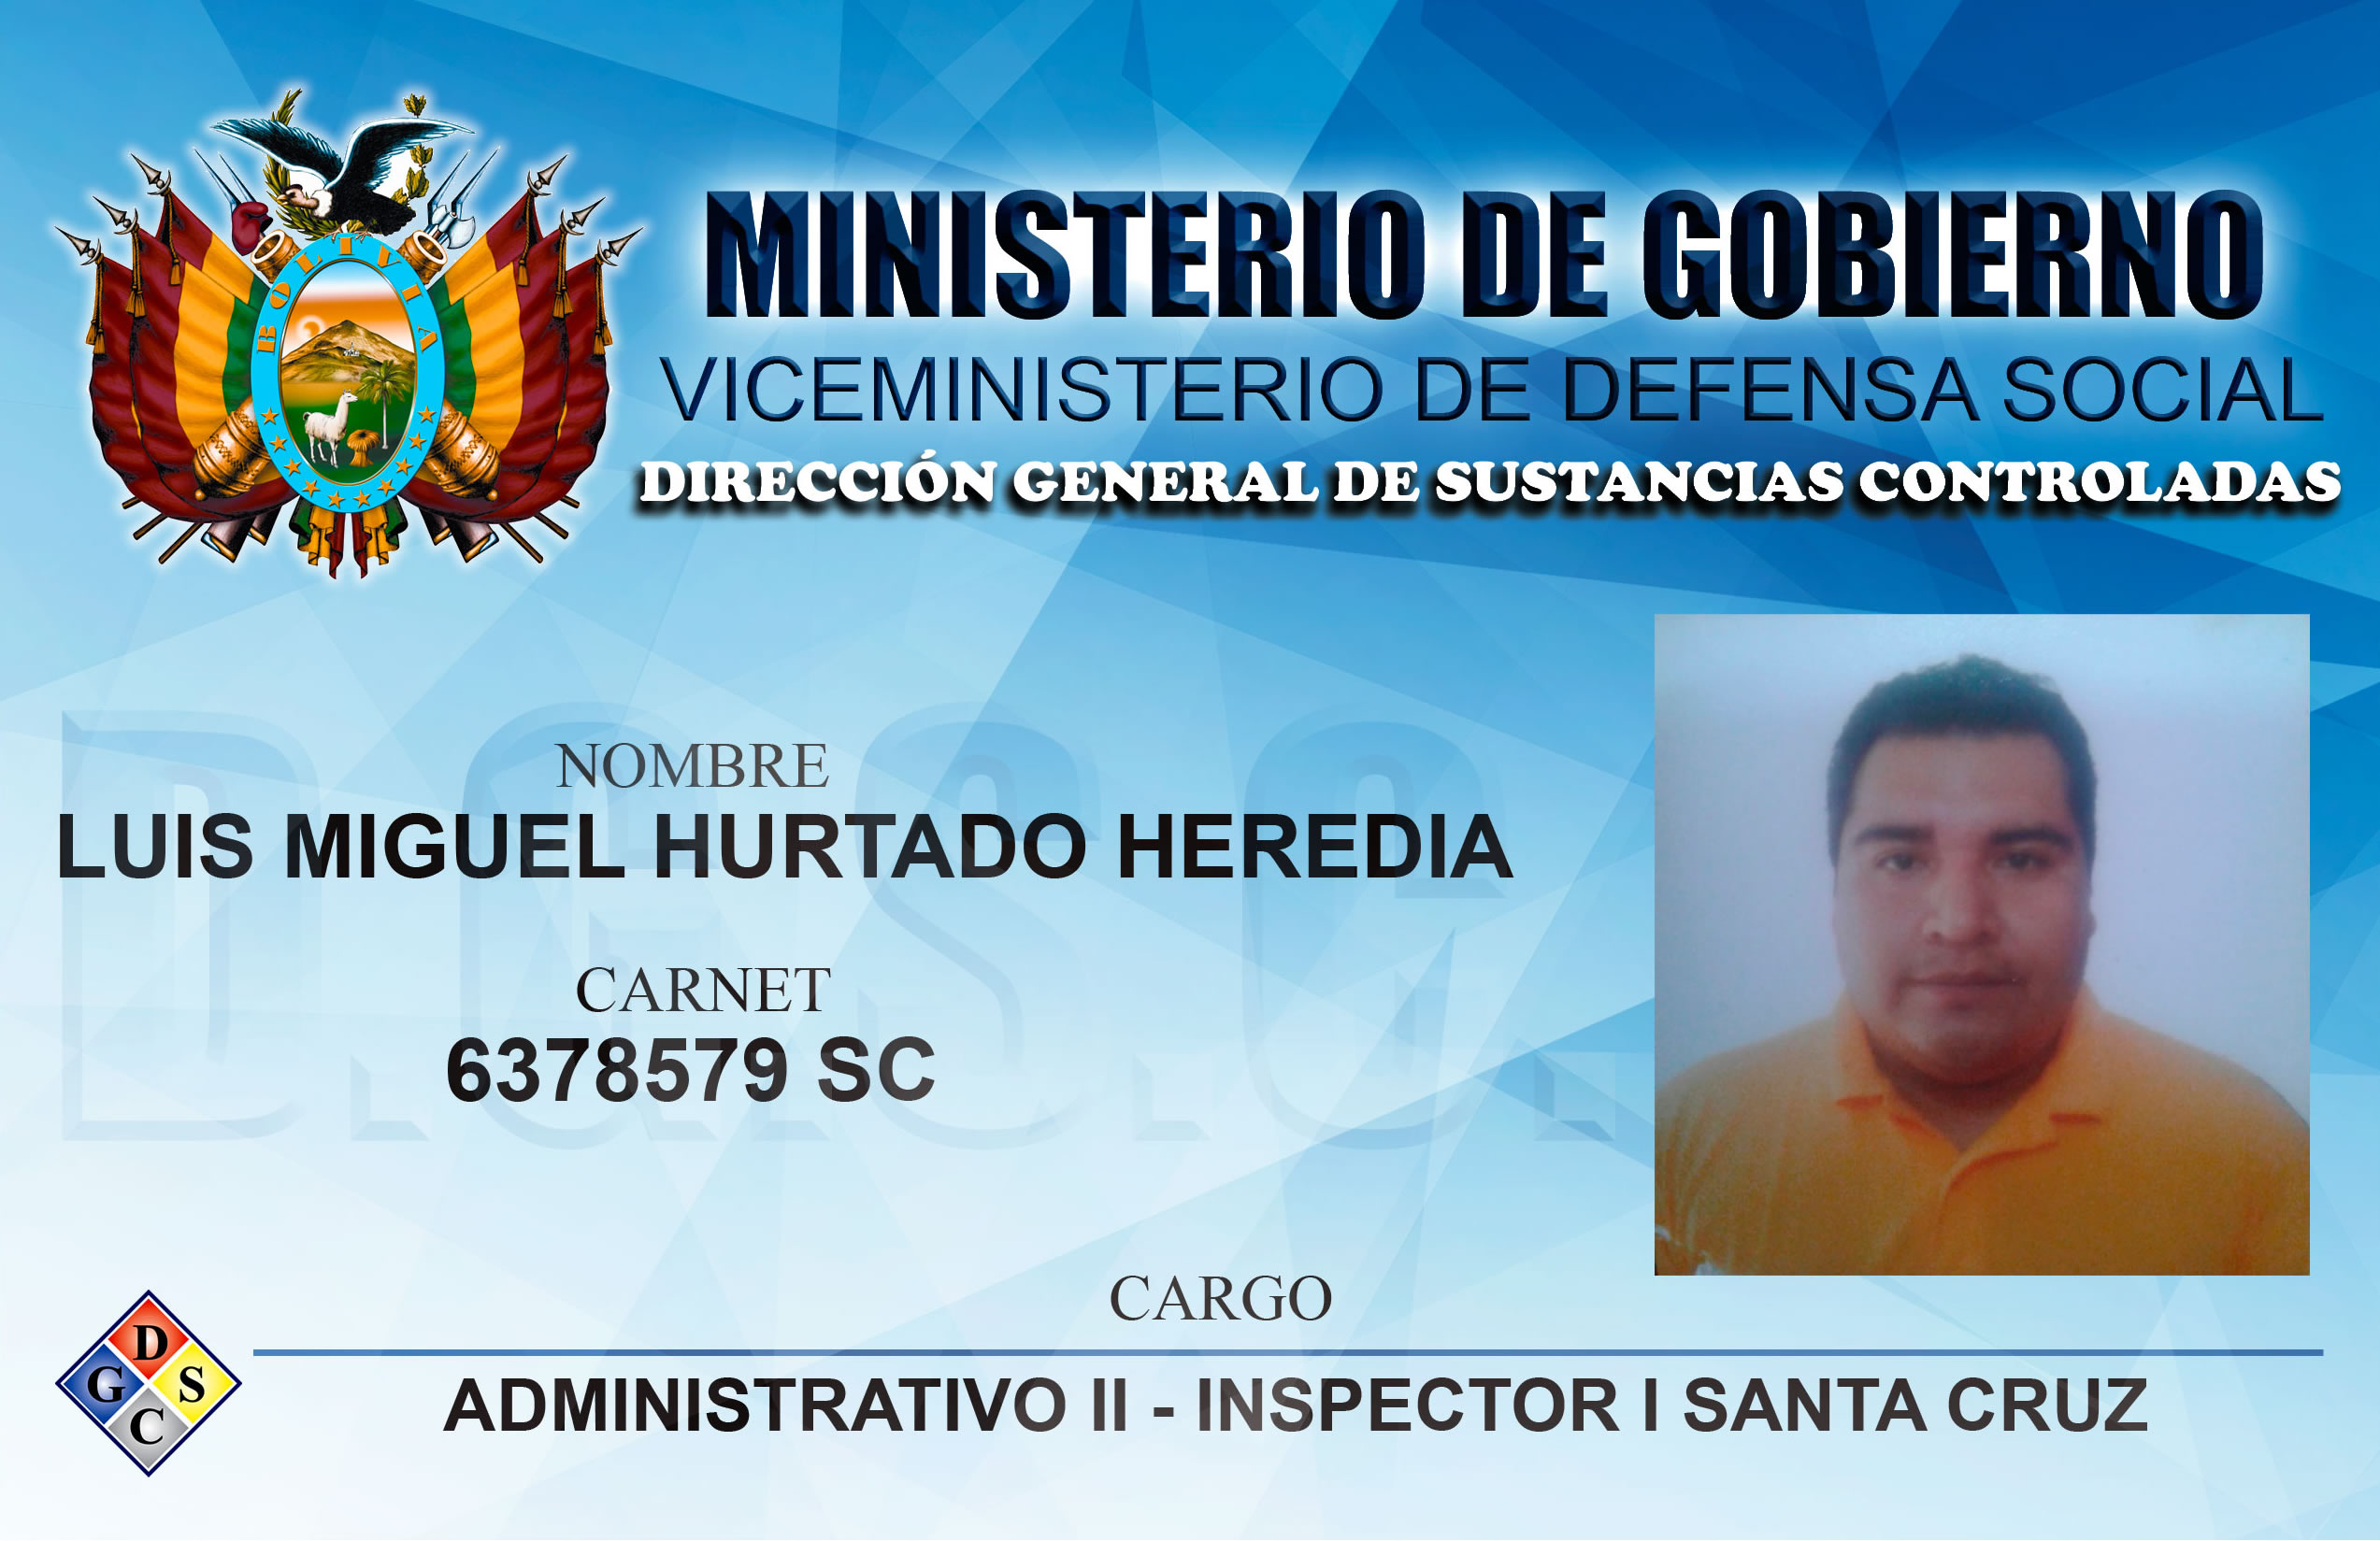 BOLIVIA
MINISTERIO DE GOBIERNO
VICEMINISTERIO DE DEFENSA SOCIAL
DIRECCIÓN GENERAL DE SUSTANCIAS CONTROLADAS
D.G.S.C.
NOMBRE
LUIS MIGUEL HURTADO HEREDIA
CARNET
6378579 SC
CARGO
D
G S
C
ADMINISTRATIVO II - INSPECTOR I SANTA CRUZ